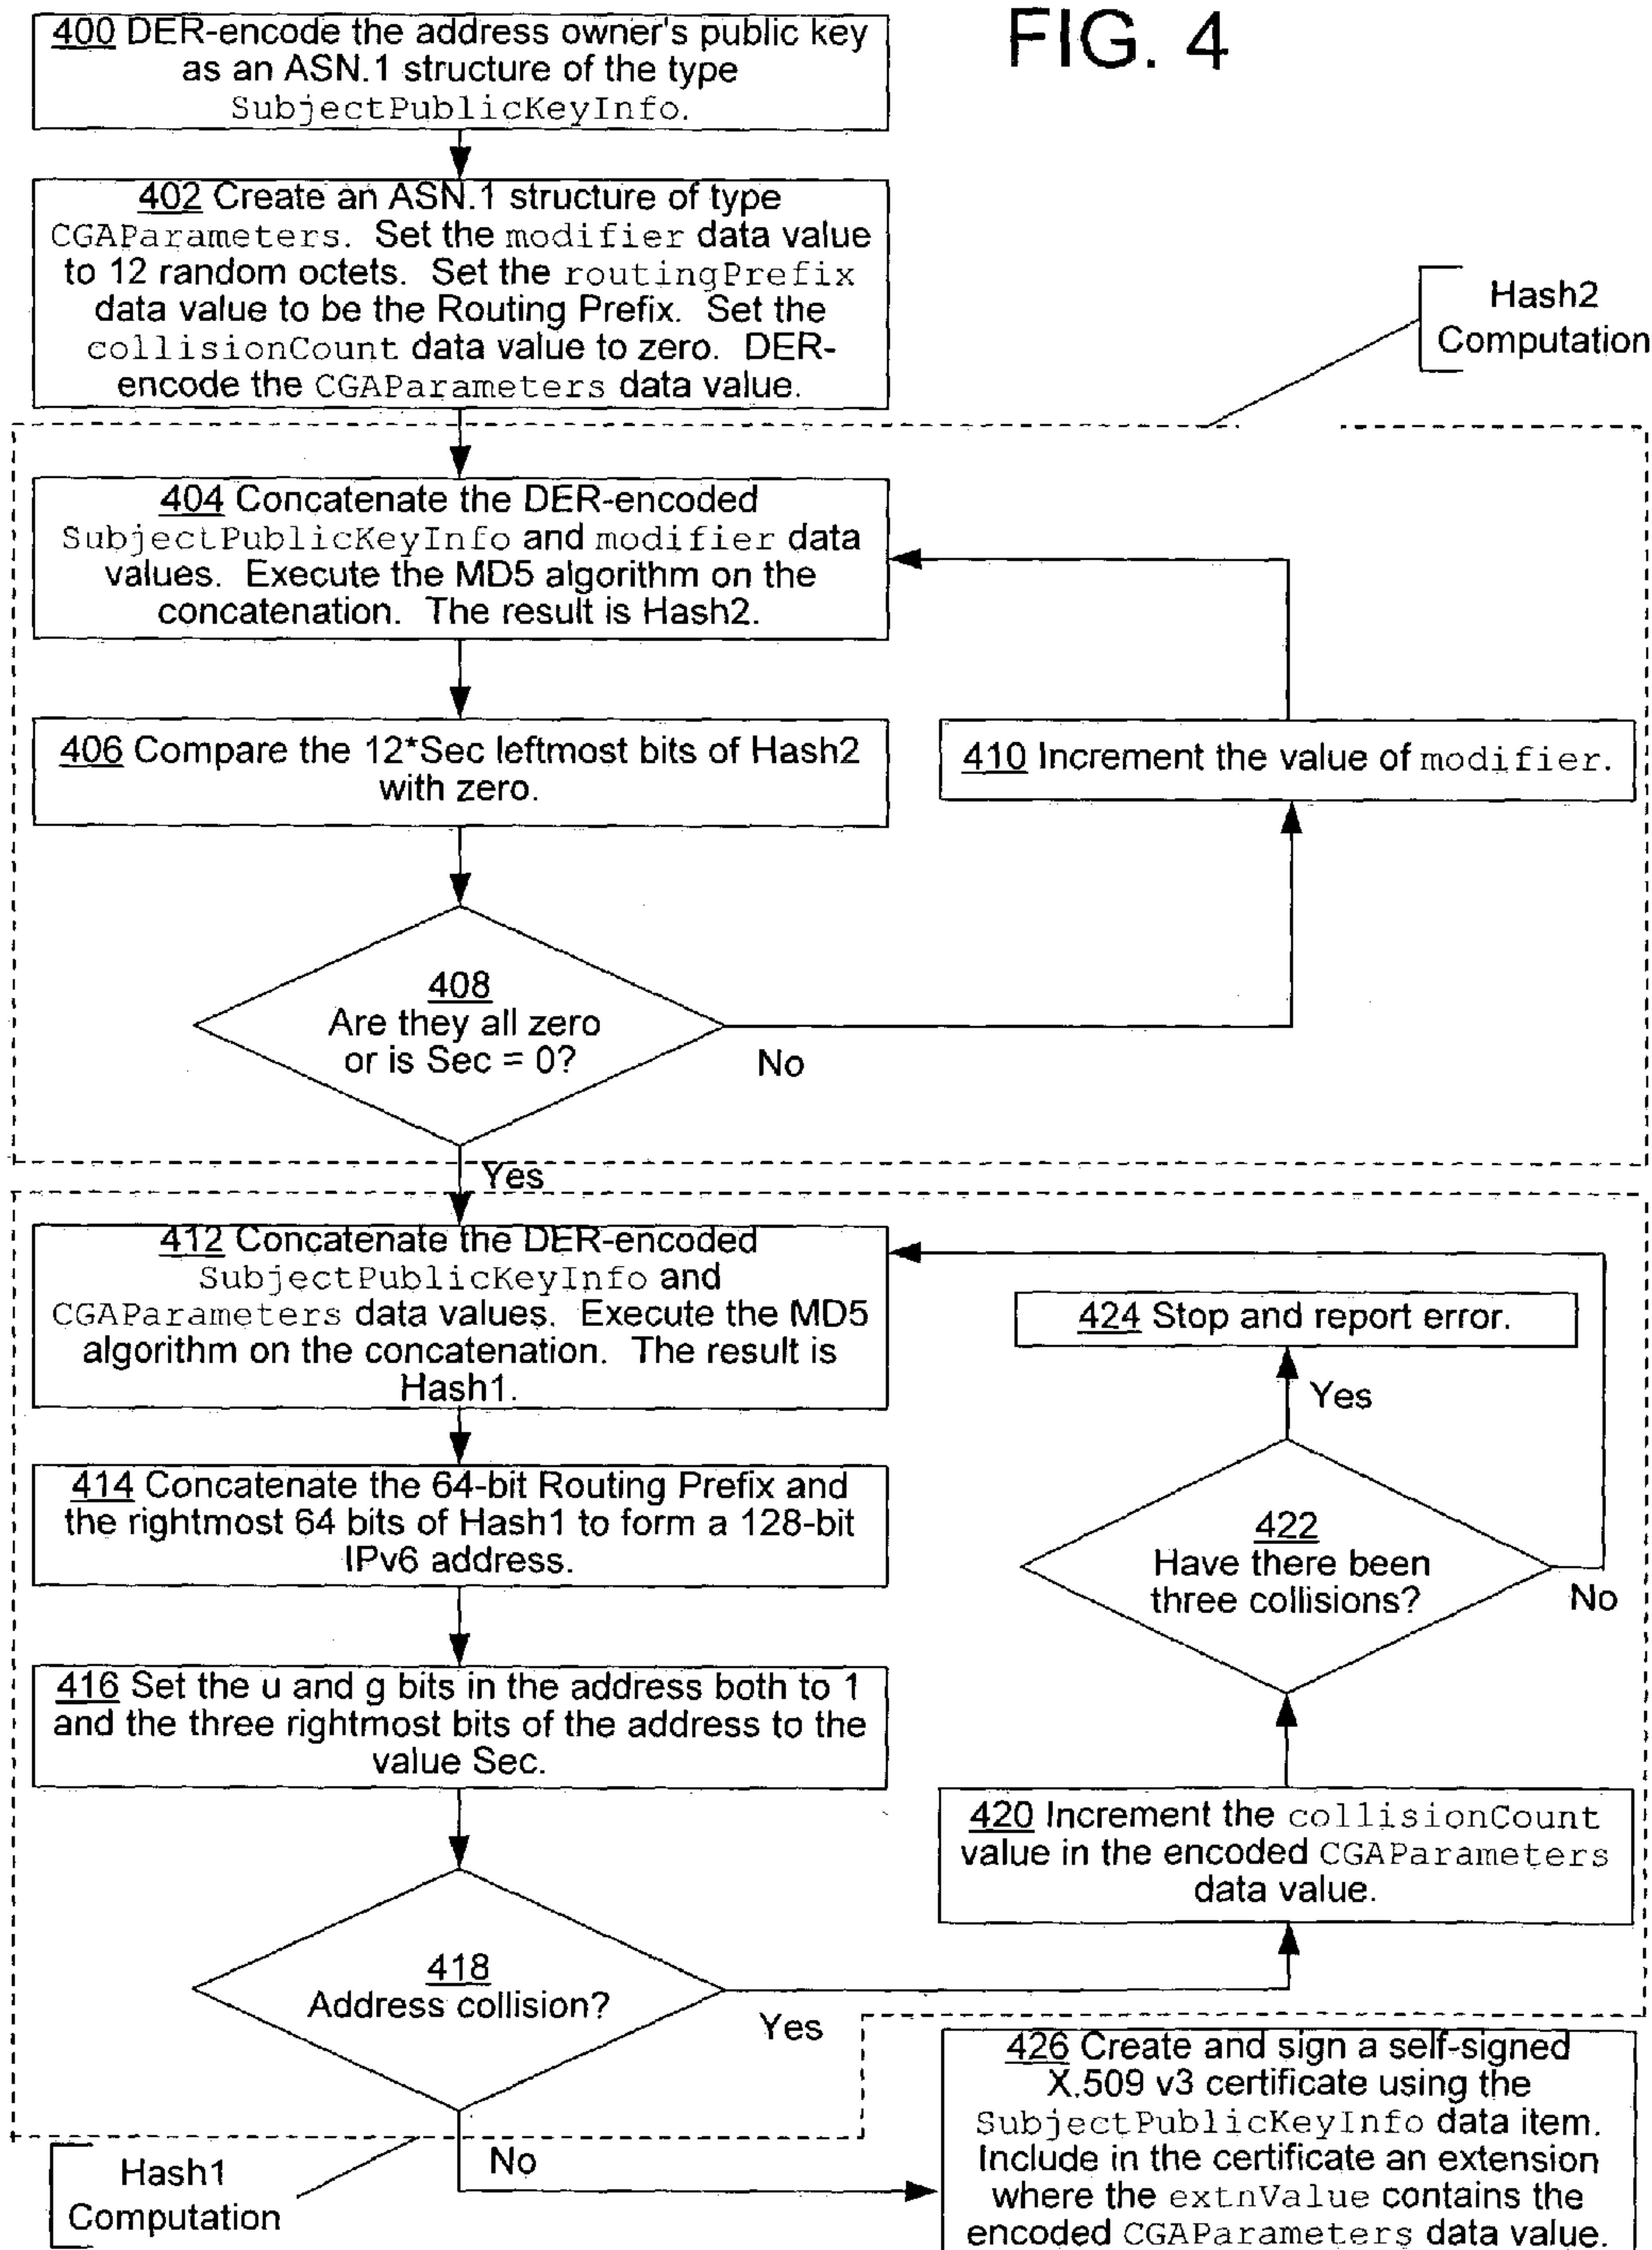 FIG. 4
400 DER-encode the address owner's public key
as an ASN.1 structure of the type
SubjectPublicKeyInfo.
402 Create an ASN.1 structure of type
CGAParameters. Set the modifier data value
to 12 random octets. Set the routingPrefix
data value to be the Routing Prefix. Set the
collisionCount data value to zero. DER-
encode the CGAParameters data value.
Hash2
Computation
404 Concatenate the DER-encoded
SubjectPublicKeyInfo and modifier data
values. Execute the MD5 algorithm on the
concatenation. The result is Hash2.
406 Compare the 12*Sec leftmost bits of Hash2
with zero.
410 Increment the value of modifier.
408
Are they all zero
or is Sec = 0?
No
Yes
412 Concatenate the DER-encoded
SubjectPublicKeyInfo and
CGAParameters data values. Execute the MD5
algorithm on the concatenation. The result is
Hash1.
424 Stop and report error.
Yes
414 Concatenate the 64-bit Routing Prefix and
the rightmost 64 bits of Hash1 to form a 128-bit
IPv6 address.
422
Have there been
three collisions?
No
416 Set the u and g bits in the address both to 1
and the three rightmost bits of the address to the
value Sec.
420 Increment the collisionCount
value in the encoded CGAParameters
data value.
418
Address collision?
Yes
No
426 Create and sign a self-signed
X.509 v3 certificate using the
SubjectPublicKeyInfo data item.
Include in the certificate an extension
where the extnValue contains the
encoded CGAParameters data value.
Hash1
Computation